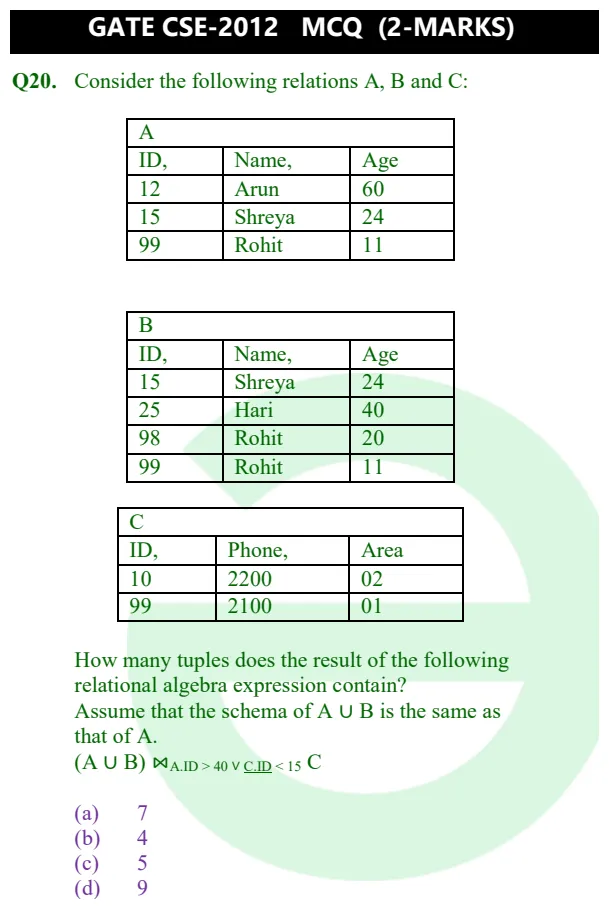 GATE CSE-2012 MCQ (2-MARKS)
Q20. Consider the following relations A, B and C:
A
ID, Name, Age
12 Arun 60
15 Shreya 24
99 Rohit 11
B
ID, Name, Age
15 Shreya 24
25 Hari 40
98 Rohit 20
99 Rohit 11
C
ID, Phone, Area
10 2200 02
99 2100 01
How many tuples does the result of the following
relational algebra expression contain?
Assume that the schema of A ∪ B is the same as
that of A.
(A ∪ B) ⋈ A.ID > 40 ∨ C.ID < 15 C
(a) 7
(b) 4
(c) 5
(d) 9